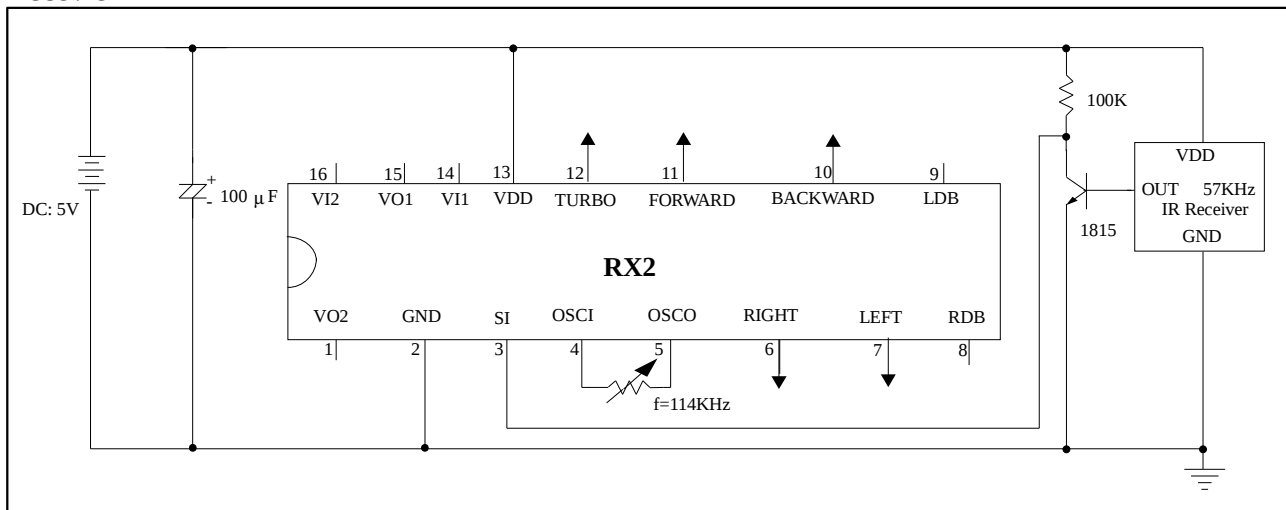 100K
VDD
OUT 57KHz
IR Receiver
GND
1815
DC: 5V
+
-
100 μF
16 15 14 13 12 11 10 9
VI2 VO1 VI1 VDD TURBO FORWARD BACKWARD LDB
RX2
VO2 GND SI OSCI OSCO RIGHT LEFT RDB
1 2 3 4 5 6 7 8
f=114KHz